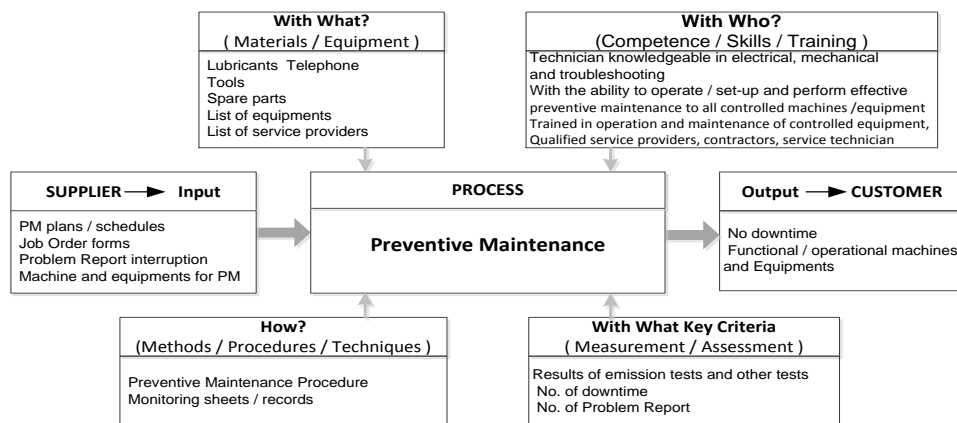 With What?
( Materials / Equipment )
Lubricants Telephone
Tools
Spare parts
List of equipments
List of service providers
With Who?
(Competence / Skills / Training )
Technician knowledgeable in electrical, mechanical
and troubleshooting
With the ability to operate / set-up and perform effective
preventive maintenance to all controlled machines /equipment
Trained in operation and maintenance of controlled equipment,
Qualified service providers, contractors, service technician
SUPPLIER Input
PM plans / schedules
Job Order forms
Problem Report interruption
Machine and equipments for PM
PROCESS
Preventive Maintenance
Output CUSTOMER
No downtime
Functional / operational machines
and Equipments
How?
(Methods / Procedures / Techniques )
Preventive Maintenance Procedure
Monitoring sheets / records
With What Key Criteria
( Measurement / Assessment )
Results of emission tests and other tests
No. of downtime
No. of Problem Report